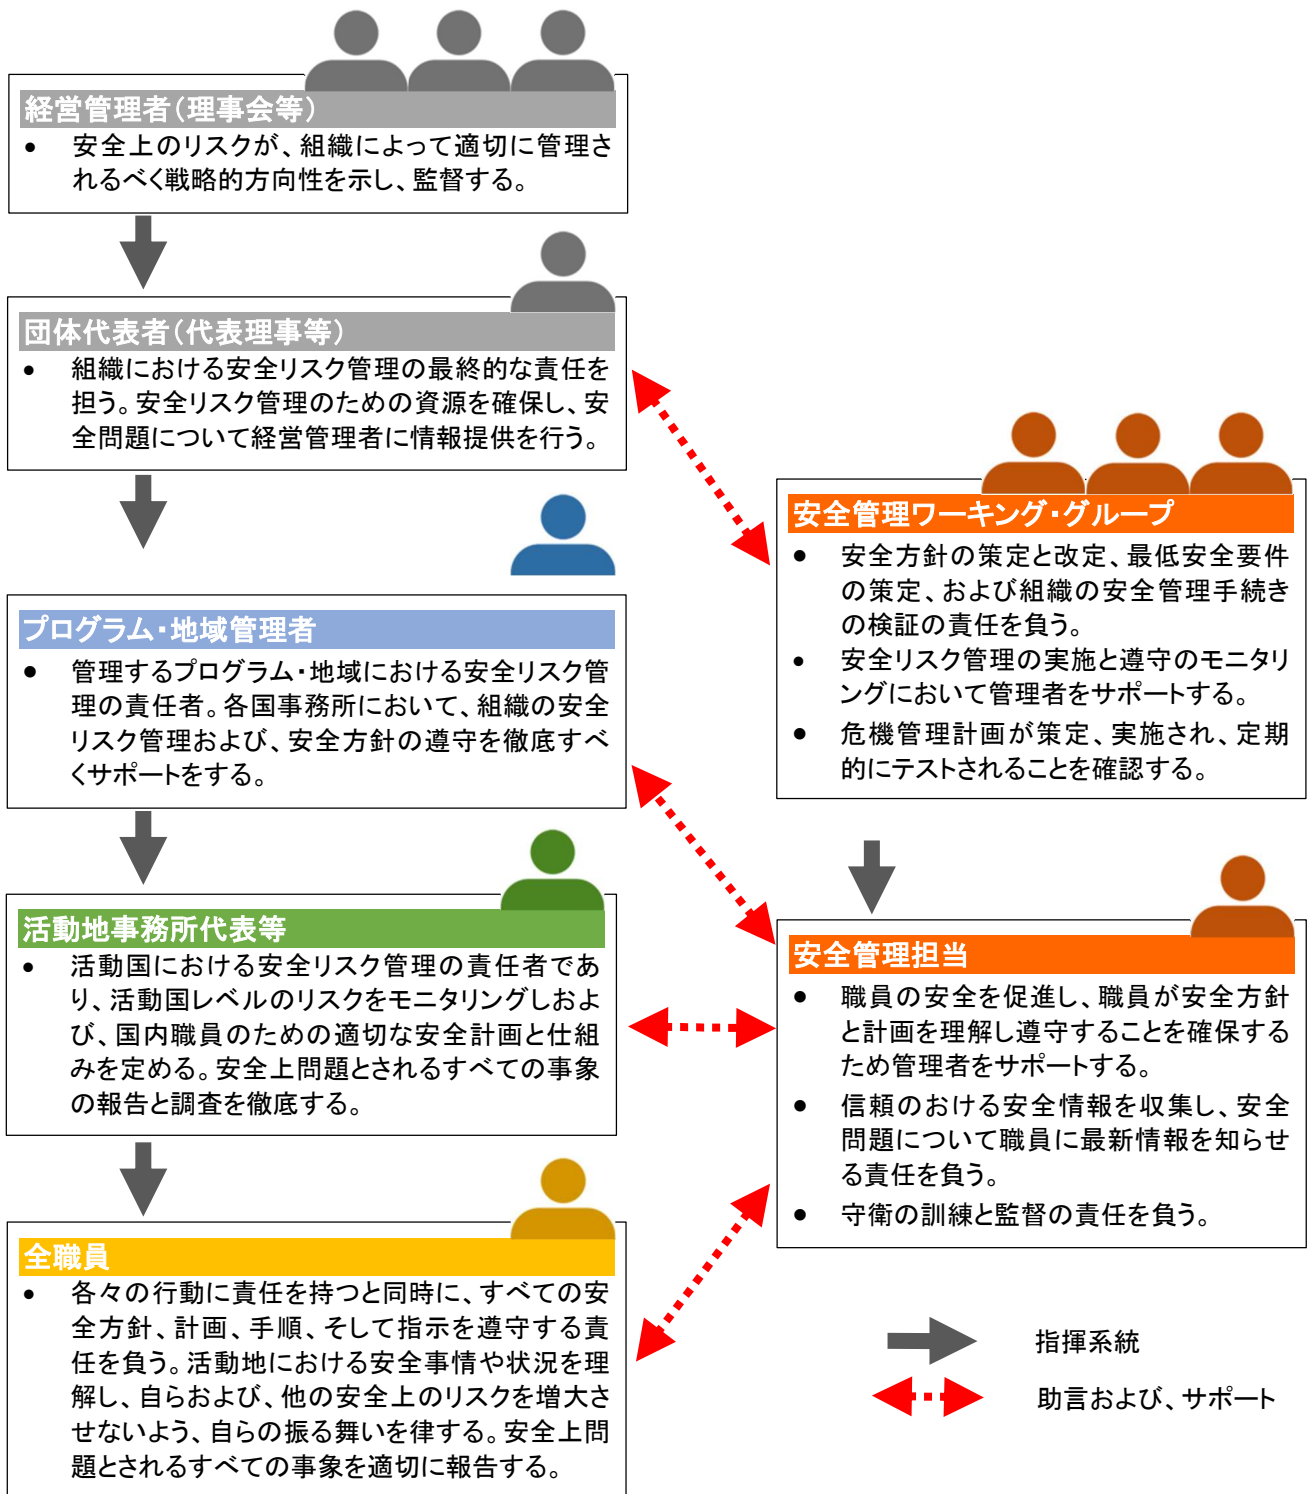 経営管理者(理事会等)
● 安全上のリスクが、組織によって適切に管理さ
れるべく戦略的方向性を示し、監督する。
団体代表者(代表理事等)
● 組織における安全リスク管理の最終的な責任を
担う。安全リスク管理のための資源を確保し、安
全問題について経営管理者に情報提供を行う。
プログラム・地域管理者
● 管理するプログラム・地域における安全リスク管
理の責任者。各国事務所において、組織の安全
リスク管理および、安全方針の遵守を徹底すべ
くサポートをする。
活動地事務所代表等
● 活動国における安全リスク管理の責任者であ
り、活動国レベルのリスクをモニタリングしおよ
び、国内職員のための適切な安全計画と仕組
みを定める。安全上問題とされるすべての事象
の報告と調査を徹底する。
全職員
● 各々の行動に責任を持つと同時に、すべての安
全方針、計画、手順、そして指示を遵守する責
任を負う。活動地における安全事情や状況を理
解し、自らおよび、他の安全上のリスクを増大さ
せないよう、自らの振る舞いを律する。安全上問
題とされるすべての事象を適切に報告する。
安全管理ワーキング・グループ
● 安全方針の策定と改定、最低安全要件
の策定、および組織の安全管理手続き
の検証の責任を負う。
● 安全リスク管理の実施と遵守のモニタリ
ングにおいて管理者をサポートする。
● 危機管理計画が策定、実施され、定期
的にテストされることを確認する。
安全管理担当
● 職員の安全を促進し、職員が安全方針
と計画を理解し遵守することを確保する
ため管理者をサポートする。
● 信頼のおける安全情報を収集し、安全
問題について職員に最新情報を知らせ
る責任を負う。
● 守衛の訓練と監督の責任を負う。
指揮系統
助言および、サポート